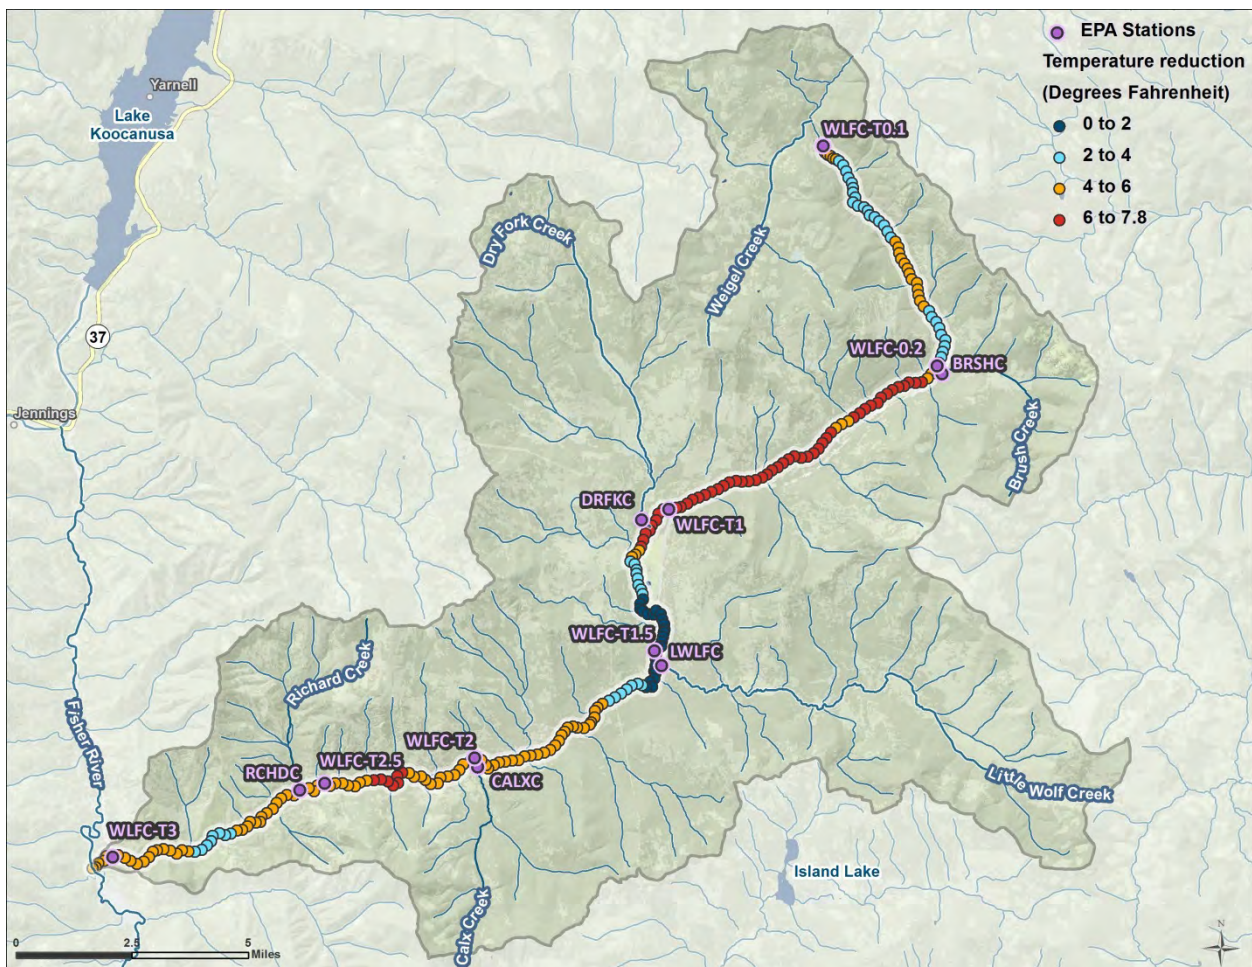 EPA Stations
Temperature reduction
(Degrees Fahrenheit)
0 to 2
2 to 4
4 to 6
6 to 7.8
Yarnell
Lake
Koocanusa
WLFC-T0.1
Dry Fork Creek
Weigel Creek
37
WLFC-0.2
BRSHC
Jennings
Brush Creek
DRFKC
WLFC-T1
WLFC-T1.5
LWLFC
Richard Creek
Fisher River
WLFC-T2
WLFC-T2.5
RCHDC
CALXC
Little Wolf Creek
WLFC-T3
Island Lake
Calx Creek
0
2.5
5
Miles
N